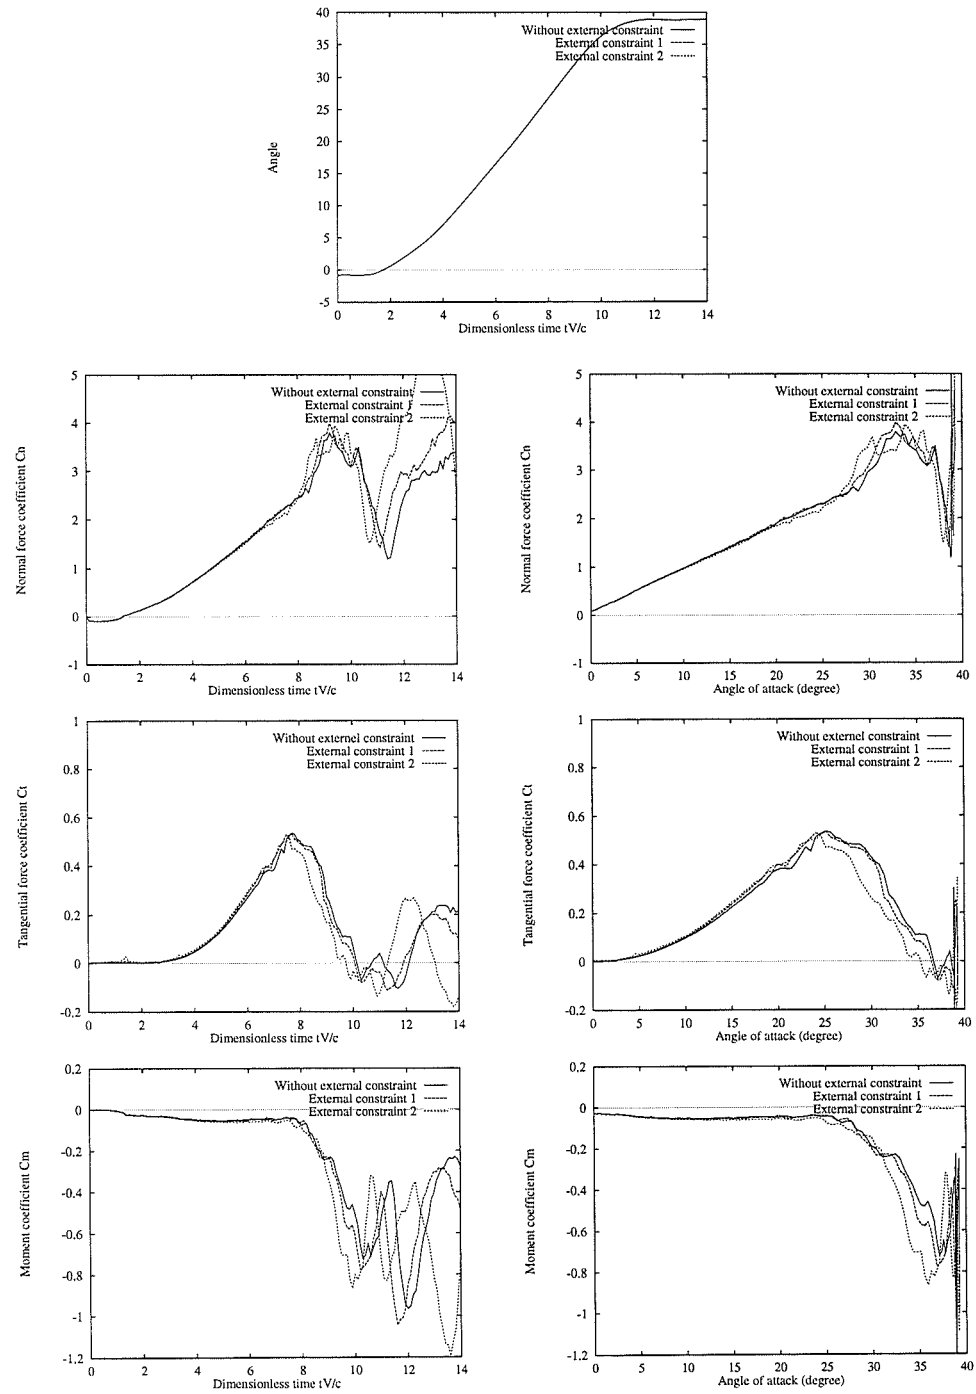 40
35
30
25
20
15
10
5
0
-5
Angle
Without external constraint
External constraint 1
External constraint 2
0 2 4 6 8 10 12 14
Dimensionless time tV/c
5
4
3
2
1
0
-1
Normal force coefficient Cn
Without external constraint
External constraint 1
External constraint 2
0 2 4 6 8 10 12 14
Dimensionless time tV/c
5
4
3
2
1
0
-1
Normal force coefficient Cn
Without external constraint
External constraint 1
External constraint 2
0 5 10 15 20 25 30 35 40
Angle of attack (degree)
1
0.8
0.6
0.4
0.2
0
-0.2
Tangential force coefficient Ct
Without externel constraint
External constraint 1
External constraint 2
0 2 4 6 8 10 12 14
Dimensionless time tV/c
1
0.8
0.6
0.4
0.2
0
-0.2
Tangential force coefficient Ct
Without external constraint
External constraint 1
External constraint 2
0 5 10 15 20 25 30 35 40
Angle of attack (degree)
0.2
0
-0.2
-0.4
-0.6
-0.8
-1
-1.2
Moment coefficient Cm
Without external constraint
External constraint 1
External constraint 2
0 2 4 6 8 10 12 14
Dimensionless time tV/c
0.2
0
-0.2
-0.4
-0.6
-0.8
-1
-1.2
Moment coefficient Cm
Without external constraint
External constraint 1
External constraint 2
0 5 10 15 20 25 30 35 40
Angle of attack (degree)